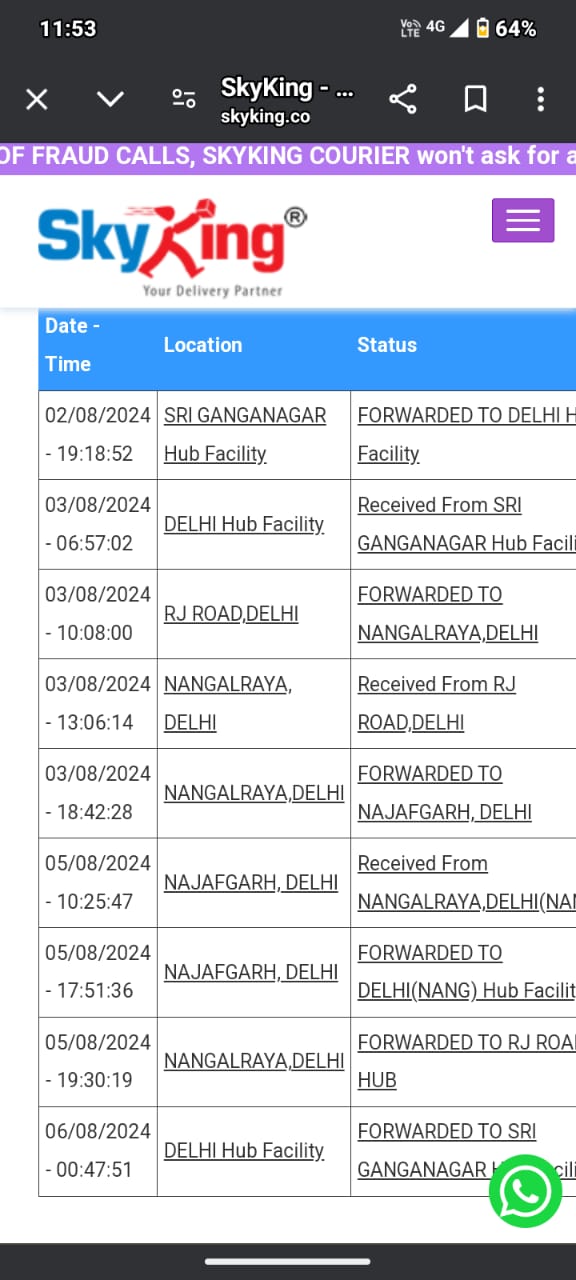 11:53
Vo) LTE 4G 64%
SkyKing - ...
skyking.co
OF FRAUD CALLS, SKYKING COURIER won't ask for a
SkyKing®
Your Delivery Partner
Date - Time Location Status
02/08/2024 - 19:18:52 SRI GANGANAGAR Hub Facility FORWARDED TO DELHI H Facility
03/08/2024 - 06:57:02 DELHI Hub Facility Received From SRI GANGANAGAR Hub Facili
03/08/2024 - 10:08:00 RJ ROAD,DELHI FORWARDED TO NANGALRAYA,DELHI
03/08/2024 - 13:06:14 NANGALRAYA, DELHI Received From RJ ROAD,DELHI
03/08/2024 - 18:42:28 NANGALRAYA,DELHI FORWARDED TO NAJAFGARH, DELHI
05/08/2024 - 10:25:47 NAJAFGARH, DELHI Received From NANGALRAYA,DELHI(NAN
05/08/2024 - 17:51:36 NAJAFGARH, DELHI FORWARDED TO DELHI(NANG) Hub Facilit
05/08/2024 - 19:30:19 NANGALRAYA,DELHI FORWARDED TO RJ ROA HUB
06/08/2024 - 00:47:51 DELHI Hub Facility FORWARDED TO SRI GANGANAGAR